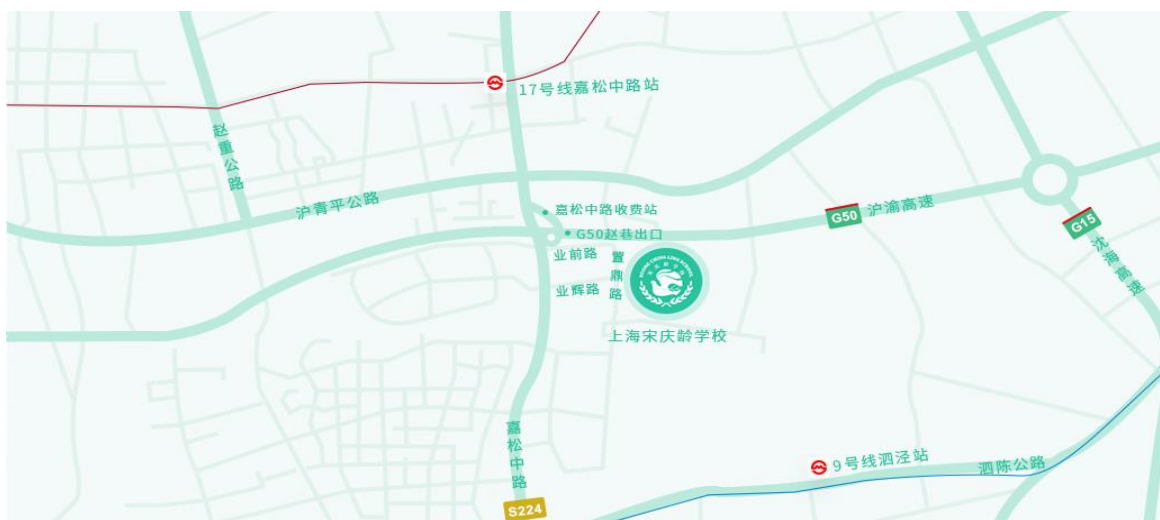 17号线嘉松中路站
赵重公路
沪青平公路
嘉松中路收费站
G50赵巷出口
G50
沪渝高速
G15
沈海高速
业前路
置鼎路
业辉路
上海宋庆龄学校
嘉松中路
S224
9号线泗泾站
泗陈公路